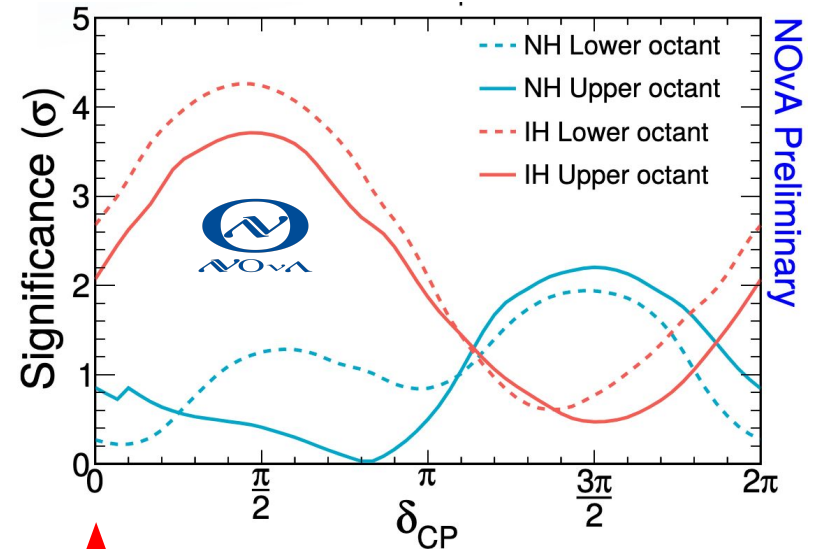 5
4
3
2
1
0
Significance (σ)
NH Lower octant
NH Upper octant
IH Lower octant
IH Upper octant
NOvA
NOνA Preliminary
0
π/2
π
3π/2
2π
δCP